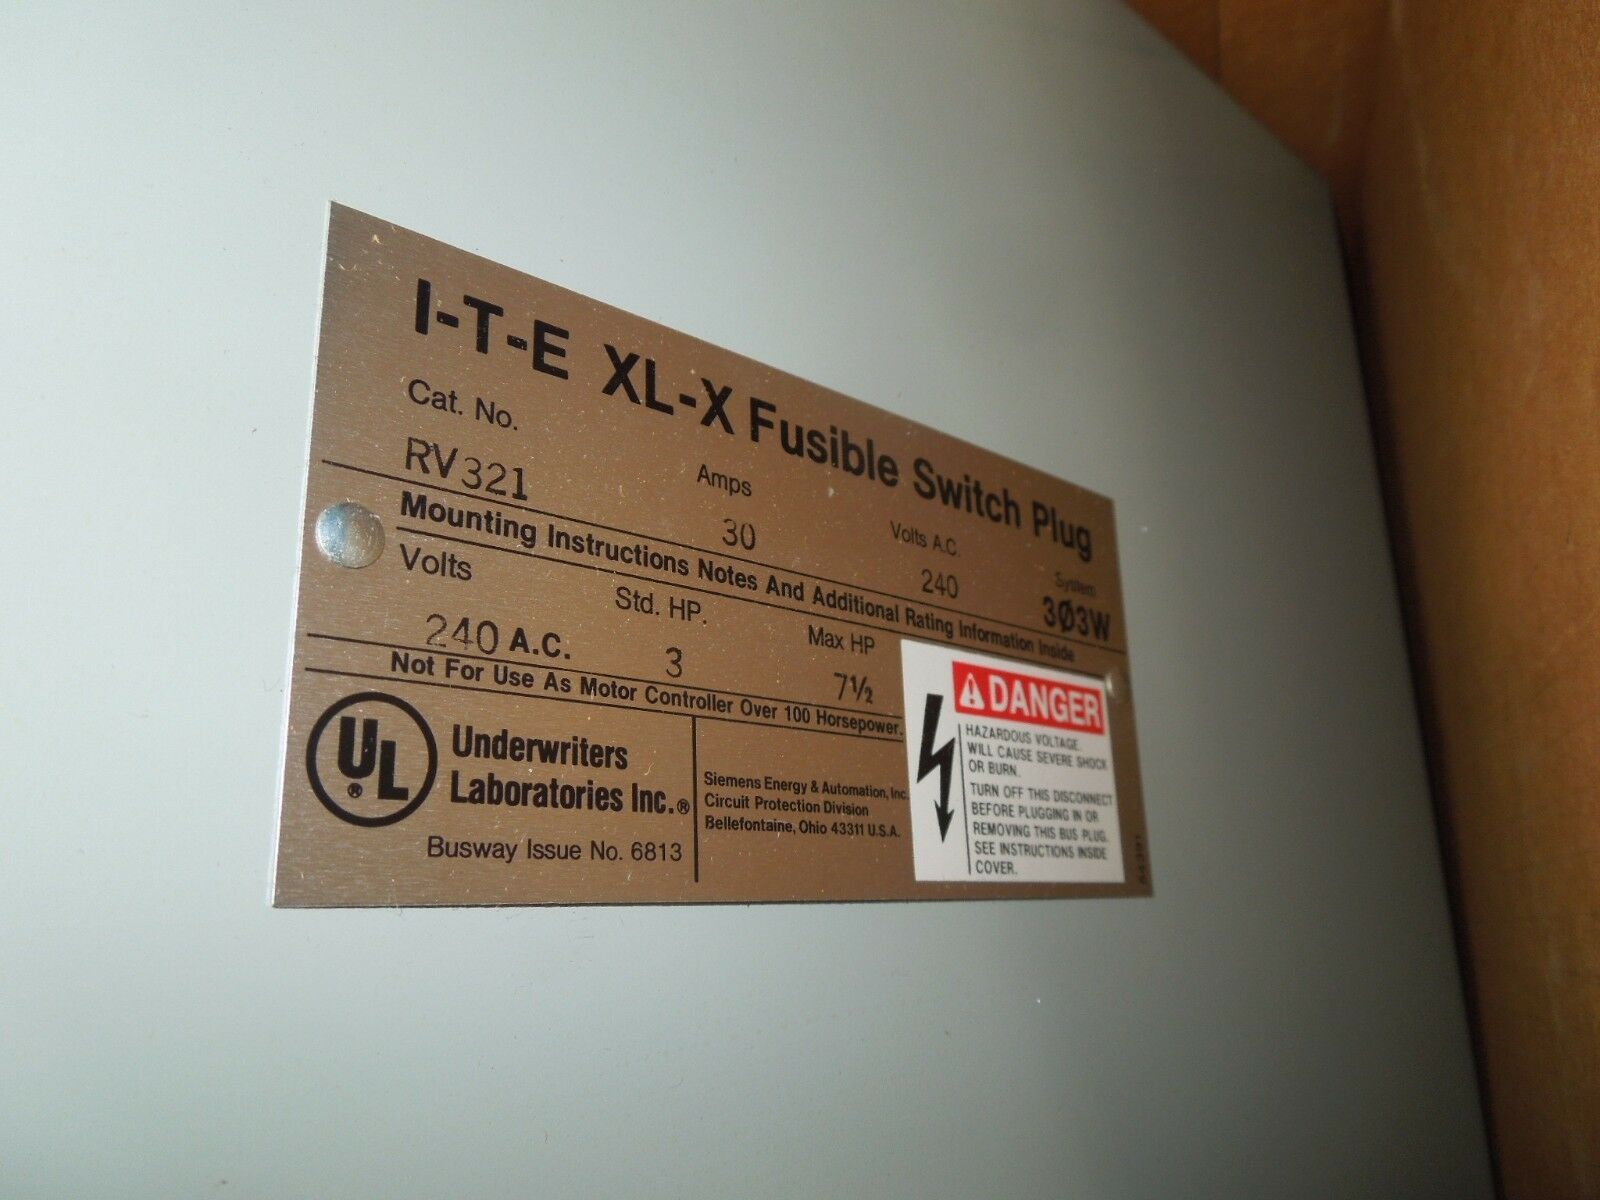 I-T-E XL-X Fusible Switch Plug
Cat. No.
Amps
Volts A.C.
System
RV321
30
240
3Ø3W
Mounting Instructions Notes And Additional Rating Information Inside
Volts
Std. HP.
Max HP
240 A.C.
3
7½
Not For Use As Motor Controller Over 100 Horsepower.
UL®
Underwriters
Laboratories Inc.®
Busway Issue No. 6813
Siemens Energy & Automation, Inc.
Circuit Protection Division
Bellefontaine, Ohio 43311 U.S.A.
DANGER
HAZARDOUS VOLTAGE.
WILL CAUSE SEVERE SHOCK
OR BURN.
TURN OFF THIS DISCONNECT
BEFORE PLUGGING IN OR
REMOVING THIS BUS PLUG.
SEE INSTRUCTIONS INSIDE
COVER.